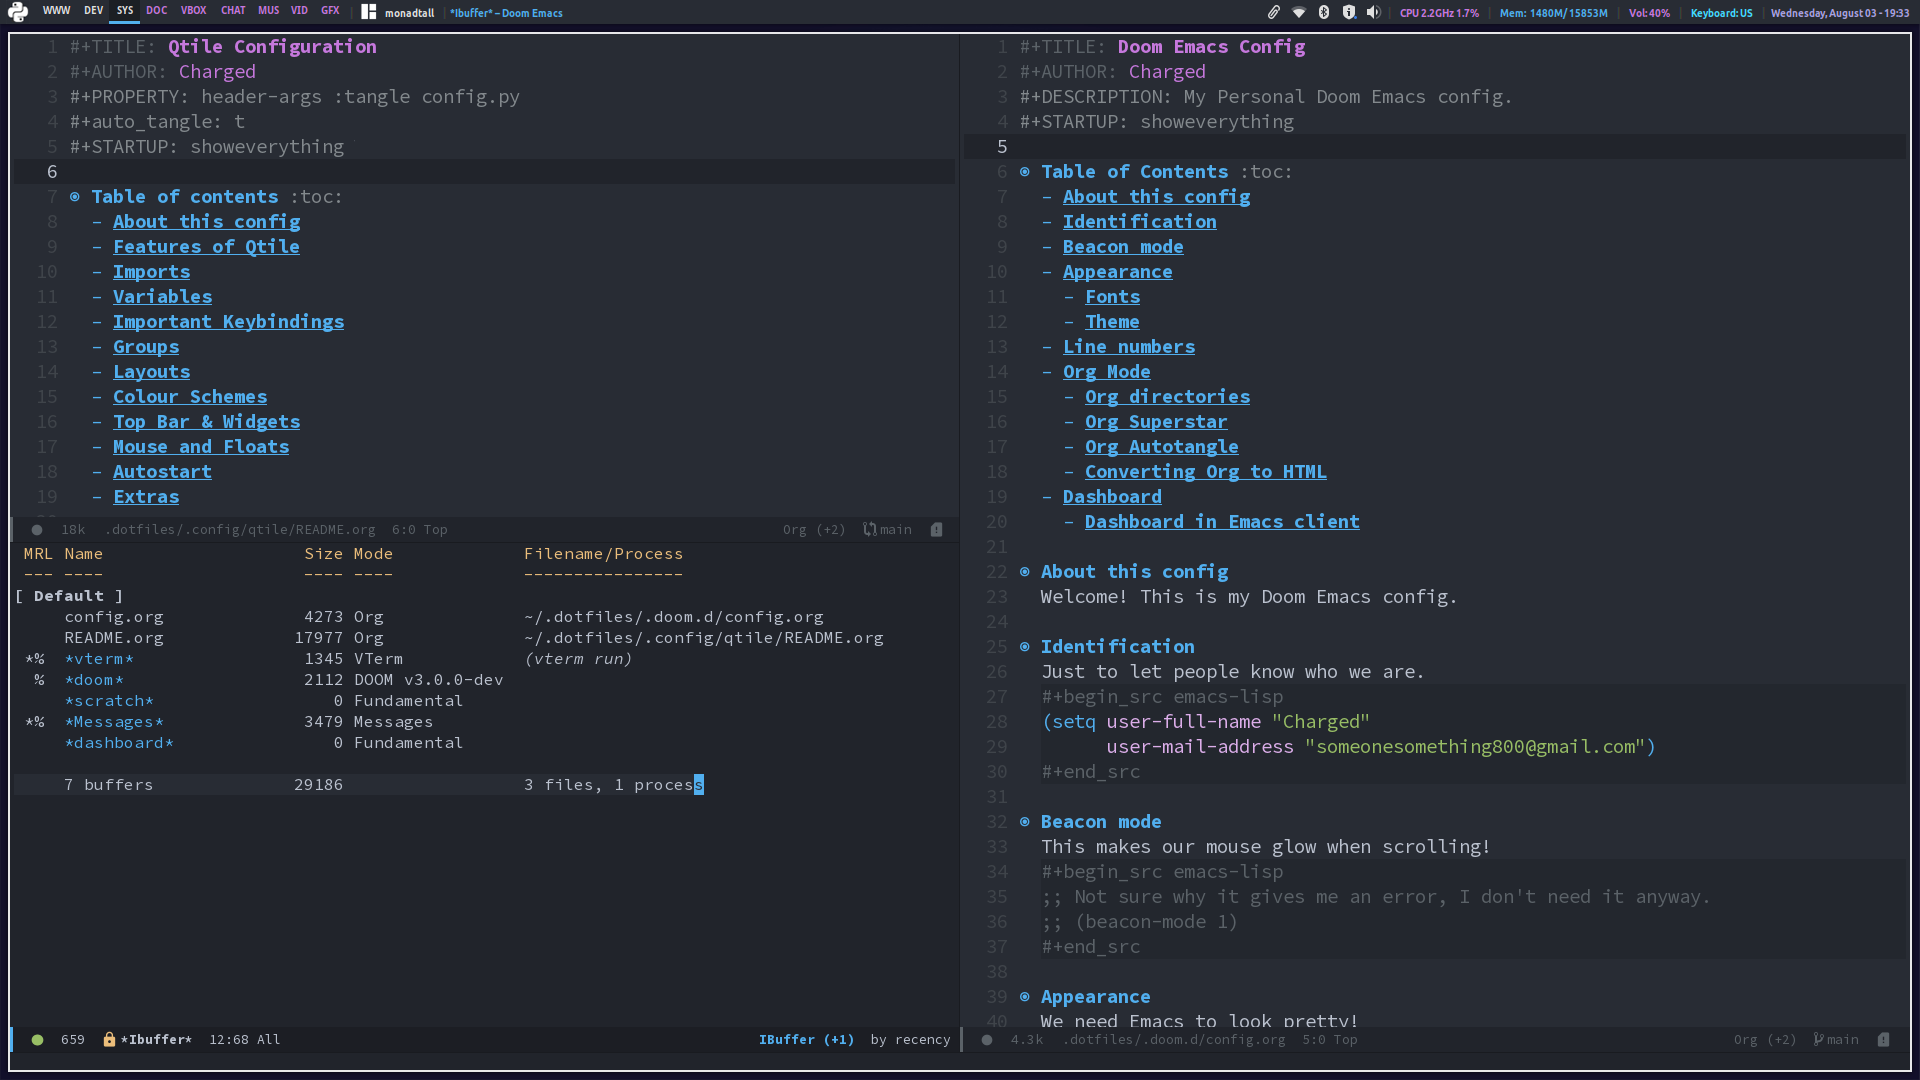 WWW DEV SYS DOC VBOX CHAT MUS VID GFX monadtall *Ibuffer* – Doom Emacs CPU 2.2GHz 1.7% Mem: 1480M/15853M Vol: 40% Keyboard: US Wednesday, August 03 - 19:33
1 #+TITLE: Qtile Configuration
2 #+AUTHOR: Charged
3 #+PROPERTY: header-args :tangle config.py
4 #+auto_tangle: t
5 #+STARTUP: showeverything
6
7 Table of contents :toc:
8 - About this config
9 - Features of Qtile
10 - Imports
11 - Variables
12 - Important Keybindings
13 - Groups
14 - Layouts
15 - Colour Schemes
16 - Top Bar & Widgets
17 - Mouse and Floats
18 - Autostart
19 - Extras
18k .dotfiles/.config/qtile/README.org 6:0 Top Org (+2) main
MRL Name Size Mode Filename/Process
--- ---- ---- ---- ----------------
[ Default ]
config.org 4273 Org ~/.dotfiles/.doom.d/config.org
README.org 17977 Org ~/.dotfiles/.config/qtile/README.org
*% *vterm* 1345 VTerm (vterm run)
% *doom* 2112 DOOM v3.0.0-dev
*scratch* 0 Fundamental
*% *Messages* 3479 Messages
*dashboard* 0 Fundamental
7 buffers 29186 3 files, 1 process
659 *Ibuffer* 12:68 All IBuffer (+1) by recency
1 #+TITLE: Doom Emacs Config
2 #+AUTHOR: Charged
3 #+DESCRIPTION: My Personal Doom Emacs config.
4 #+STARTUP: showeverything
5
6 Table of Contents :toc:
7 - About this config
8 - Identification
9 - Beacon mode
10 - Appearance
11 - Fonts
12 - Theme
13 - Line numbers
14 - Org Mode
15 - Org directories
16 - Org Superstar
17 - Org Autotangle
18 - Converting Org to HTML
19 - Dashboard
20 - Dashboard in Emacs client
21
22 About this config
23 Welcome! This is my Doom Emacs config.
24
25 Identification
26 Just to let people know who we are.
27 #+begin_src emacs-lisp
28 (setq user-full-name "Charged"
29 user-mail-address "someonesomething800@gmail.com")
30 #+end_src
31
32 Beacon mode
33 This makes our mouse glow when scrolling!
34 #+begin_src emacs-lisp
35 ;; Not sure why it gives me an error, I don't need it anyway.
36 ;; (beacon-mode 1)
37 #+end_src
38
39 Appearance
40 We need Emacs to look pretty!
4.3k .dotfiles/.doom.d/config.org 5:0 Top Org (+2) main